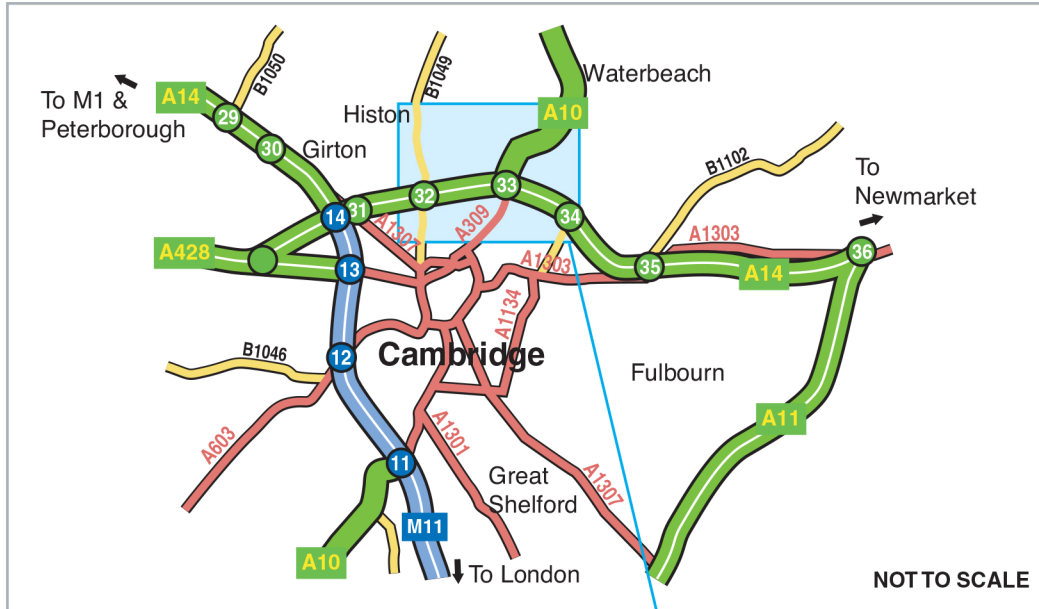 B1050
B1049
Waterbeach
To M1 &
Peterborough
A14
29
Histon
A10
30
Girton
B1102
To
Newmarket
32
33
14
31
34
A1307
A309
A1303
36
A428
13
A1303
35
A14
A1134
12
Cambridge
B1046
Fulbourn
A11
A603
A1301
11
Great
Shelford
A1307
M11
A10
To London
NOT TO SCALE